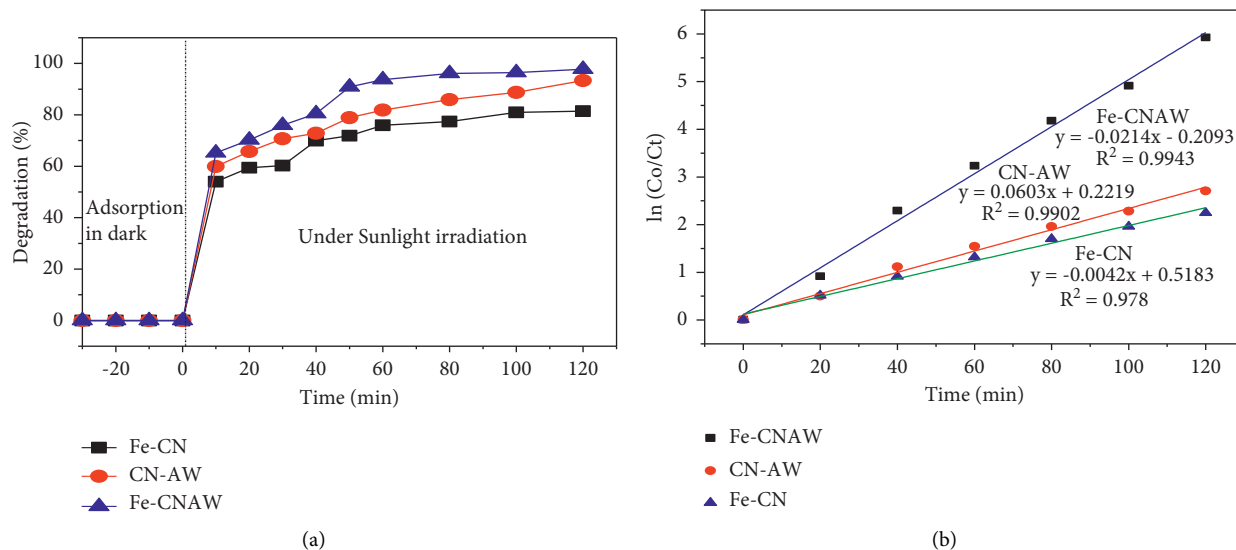 100
80
60
40
20
0
Degradation (%)
Adsorption
in dark
Under Sunlight irradiation
-20 0 20 40 60 80 100 120
Time (min)
Fe-CN
CN-AW
Fe-CNAW
(a)
6
5
4
3
2
1
0
ln (Co/Ct)
Fe-CNAW
y = -0.0214x - 0.2093
R² = 0.9943
CN-AW
y = 0.0603x + 0.2219
R² = 0.9902
Fe-CN
y = -0.0042x + 0.5183
R² = 0.978
0 20 40 60 80 100 120
Time (min)
Fe-CNAW
CN-AW
Fe-CN
(b)